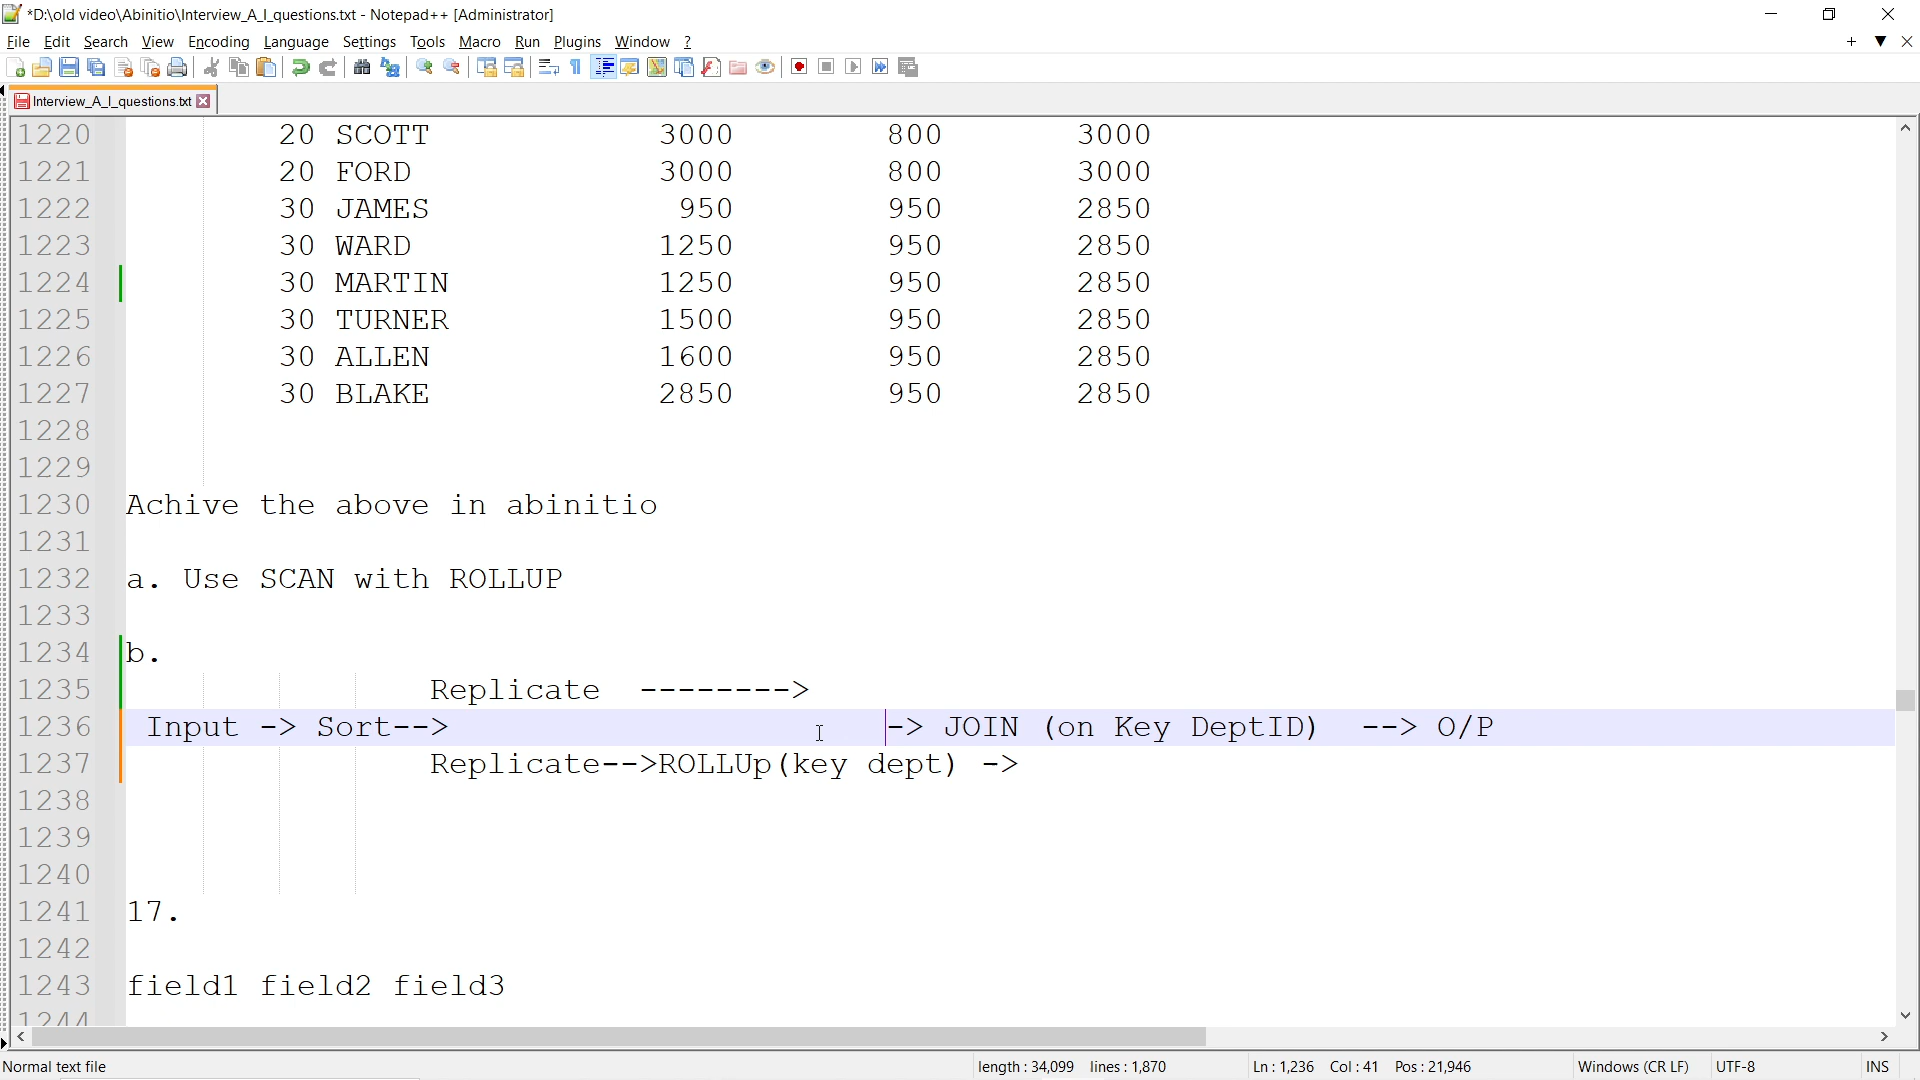 *D:\old video\Abinitio\Interview_A_I_questions.txt - Notepad++ [Administrator]
File Edit Search View Encoding Language Settings Tools Macro Run Plugins Window ?
Interview_A_I_questions.txt
1220 20 SCOTT 3000 800 3000
1221 20 FORD 3000 800 3000
1222 30 JAMES 950 950 2850
1223 30 WARD 1250 950 2850
1224 30 MARTIN 1250 950 2850
1225 30 TURNER 1500 950 2850
1226 30 ALLEN 1600 950 2850
1227 30 BLAKE 2850 950 2850
1228
1229
1230 Achive the above in abinitio
1231
1232 a. Use SCAN with ROLLUP
1233
1234 b.
1235 Replicate -------->
1236 Input -> Sort--> -> JOIN (on Key DeptID) --> O/P
1237 Replicate-->ROLLUp(key dept) ->
1238
1239
1240
1241 17.
1242
1243 field1 field2 field3
1244
Normal text file length : 34,099 lines : 1,870 Ln : 1,236 Col : 41 Pos : 21,946 Windows (CR LF) UTF-8 INS